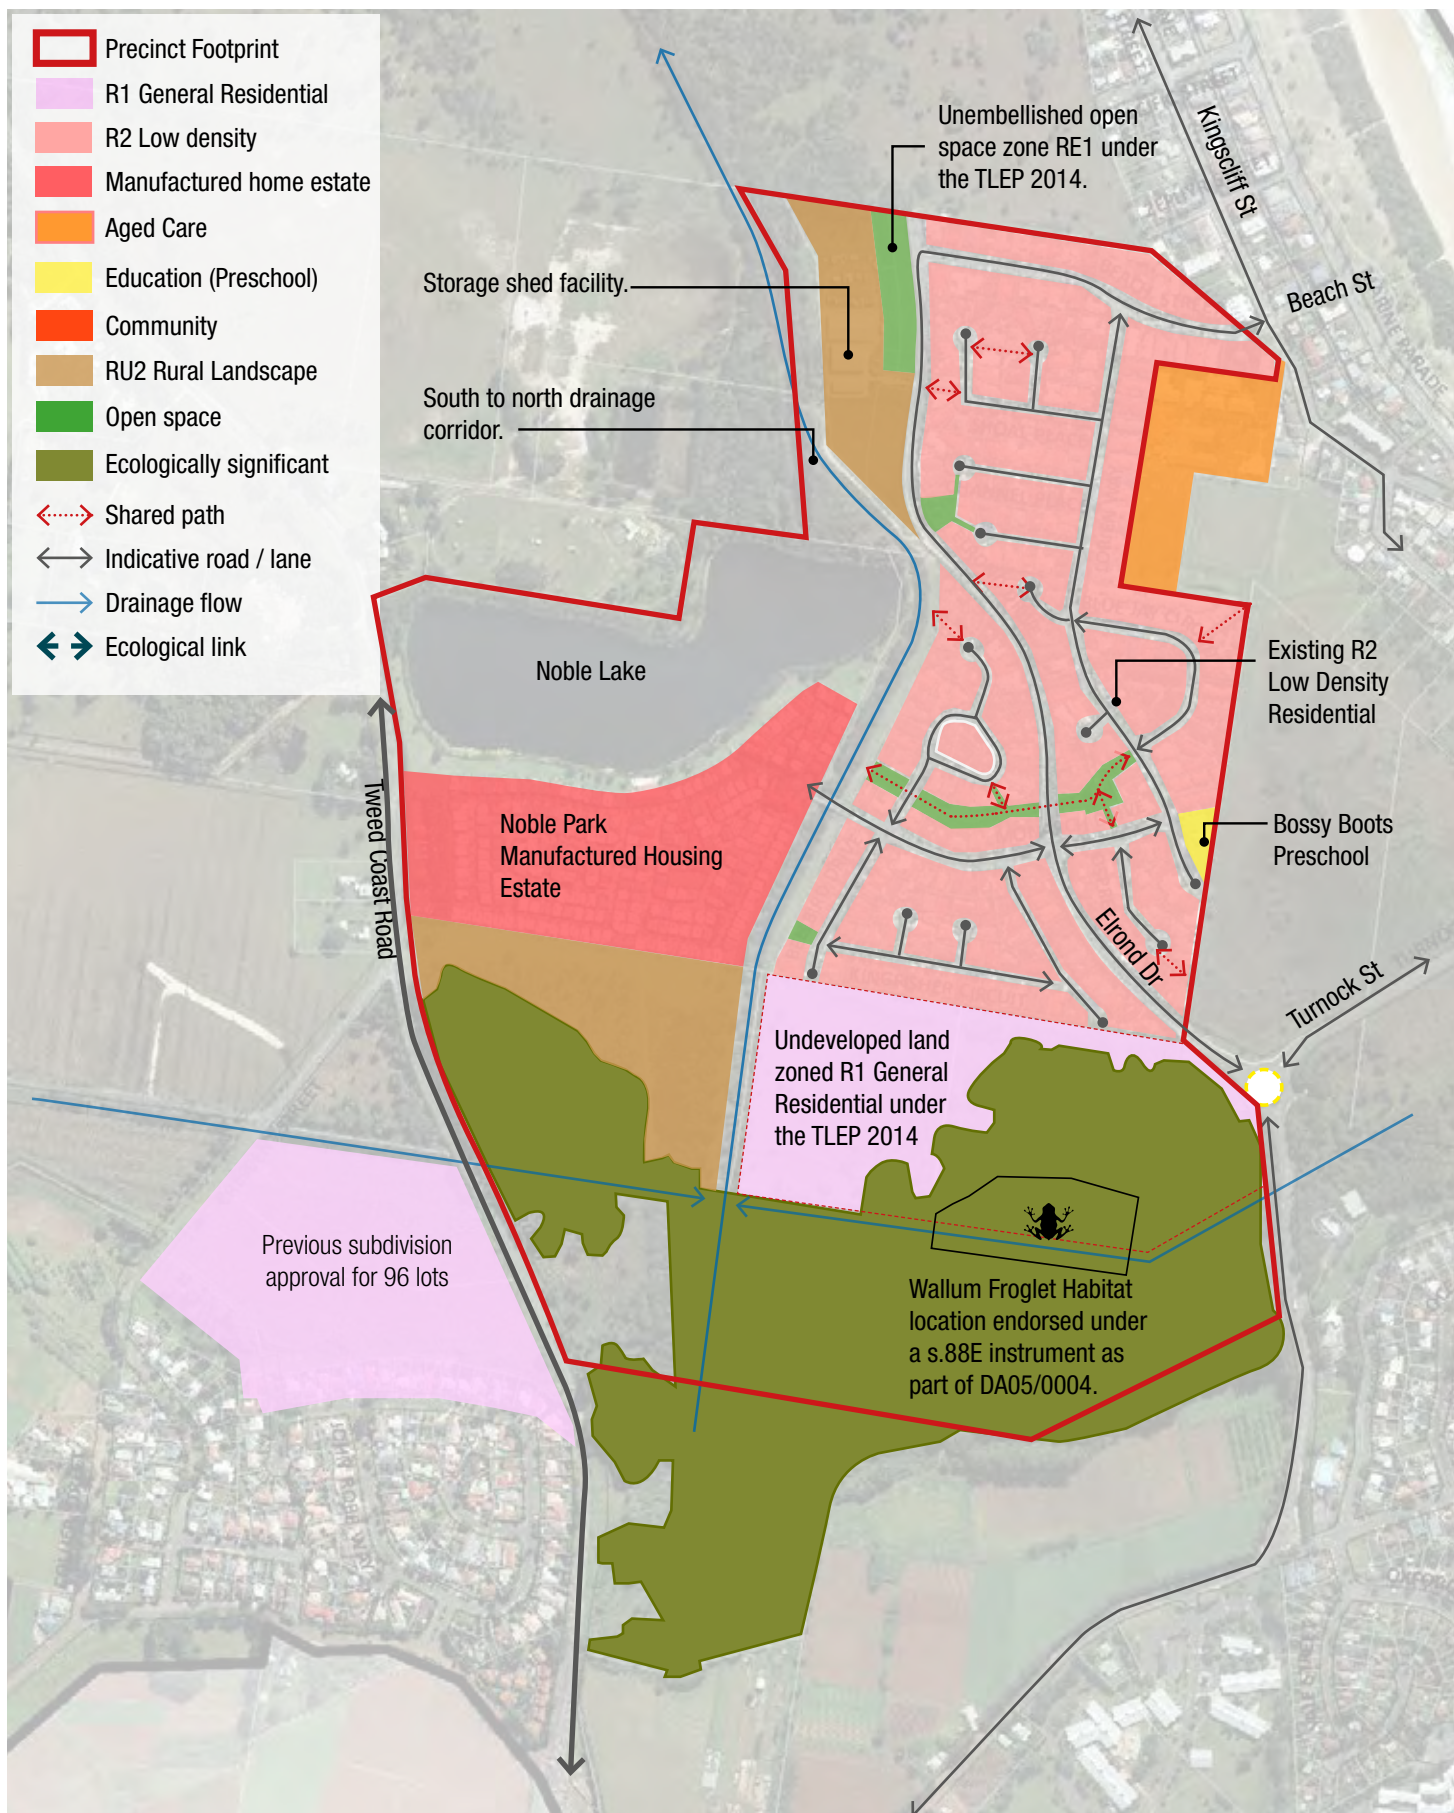 Precinct Footprint
R1 General Residential
R2 Low density
Manufactured home estate
Aged Care
Education (Preschool)
Community
RU2 Rural Landscape
Open space
Ecologically significant
Shared path
Indicative road / lane
Drainage flow
Ecological link
Unembellished open
space zone RE1 under
the TLEP 2014.
Kingscliff St
Beach St
Storage shed facility.
South to north drainage
corridor.
Noble Lake
Existing R2
Low Density
Residential
Tweed Coast Road
Noble Park
Manufactured Housing
Estate
Bossy Boots
Preschool
Elrond Dr
Turnock St
Undeveloped land
zoned R1 General
Residential under
the TLEP 2014
Previous subdivision
approval for 96 lots
Wallum Froglet Habitat
location endorsed under
a s.88E instrument as
part of DA05/0004.